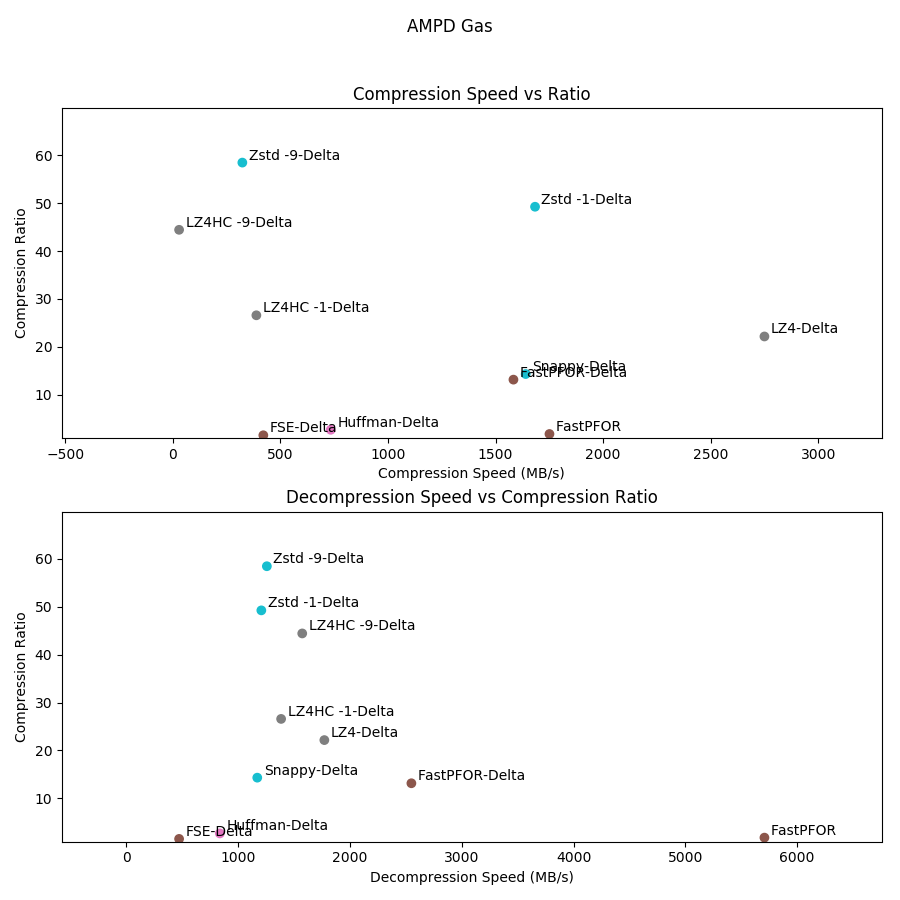 AMPD Gas
Compression Speed vs Ratio
Compression Ratio
60
50
40
30
20
10
Zstd -9-Delta
Zstd -1-Delta
LZ4HC -9-Delta
LZ4HC -1-Delta
LZ4-Delta
Snappy-Delta
FastPFOR-Delta
Huffman-Delta
FSE-Delta
FastPFOR
−500
0
500
1000
1500
2000
2500
3000
Compression Speed (MB/s)
Decompression Speed vs Compression Ratio
Compression Ratio
60
50
40
30
20
10
Zstd -9-Delta
Zstd -1-Delta
LZ4HC -9-Delta
LZ4HC -1-Delta
LZ4-Delta
Snappy-Delta
FastPFOR-Delta
Huffman-Delta
FSE-Delta
FastPFOR
0
1000
2000
3000
4000
5000
6000
Decompression Speed (MB/s)